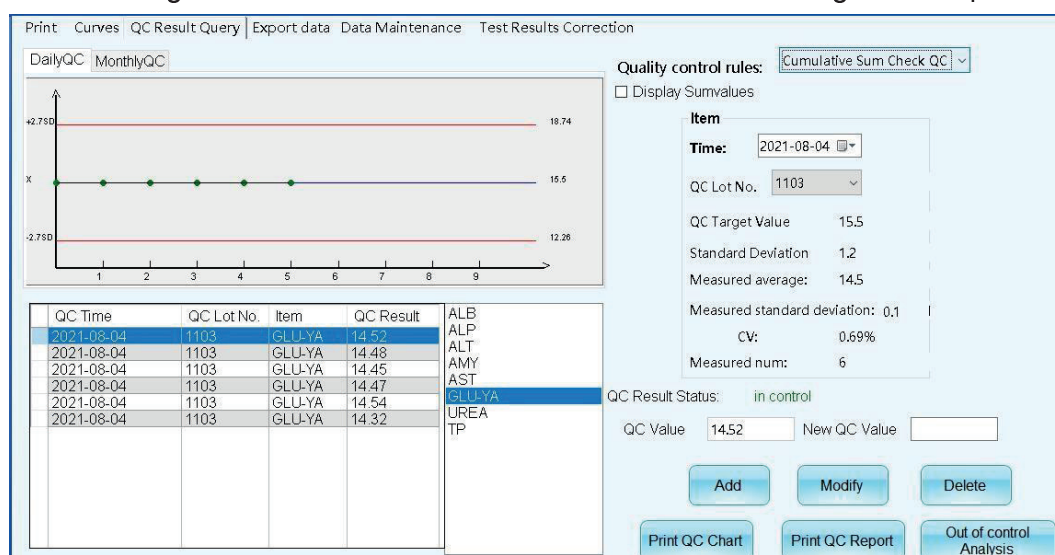 Print Curves QC Result Query Export data Data Maintenance Test Results Correction
DailyQC MonthlyQC
Quality control rules: Cumulative Sum Check QC
Display Sumvalues
+2.7SD 18.74
X 15.5
-2.7SD 12.26
1 2 3 4 5 6 7 8 9
Item
Time: 2021-08-04
QC Lot No. 1103
QC Target Value 15.5
Standard Deviation 1.2
Measured average: 14.5
Measured standard deviation: 0.1
CV: 0.69%
Measured num: 6
QC Time QC Lot No. Item QC Result
2021-08-04 1103 GLU-YA 14.52
2021-08-04 1103 GLU-YA 14.48
2021-08-04 1103 GLU-YA 14.45
2021-08-04 1103 GLU-YA 14.47
2021-08-04 1103 GLU-YA 14.54
2021-08-04 1103 GLU-YA 14.32
ALB
ALP
ALT
AMY
AST
GLU-YA
UREA
TP
QC Result Status: in control
QC Value 14.52 New QC Value
Add Modify Delete
Print QC Chart Print QC Report Out of control
Analysis